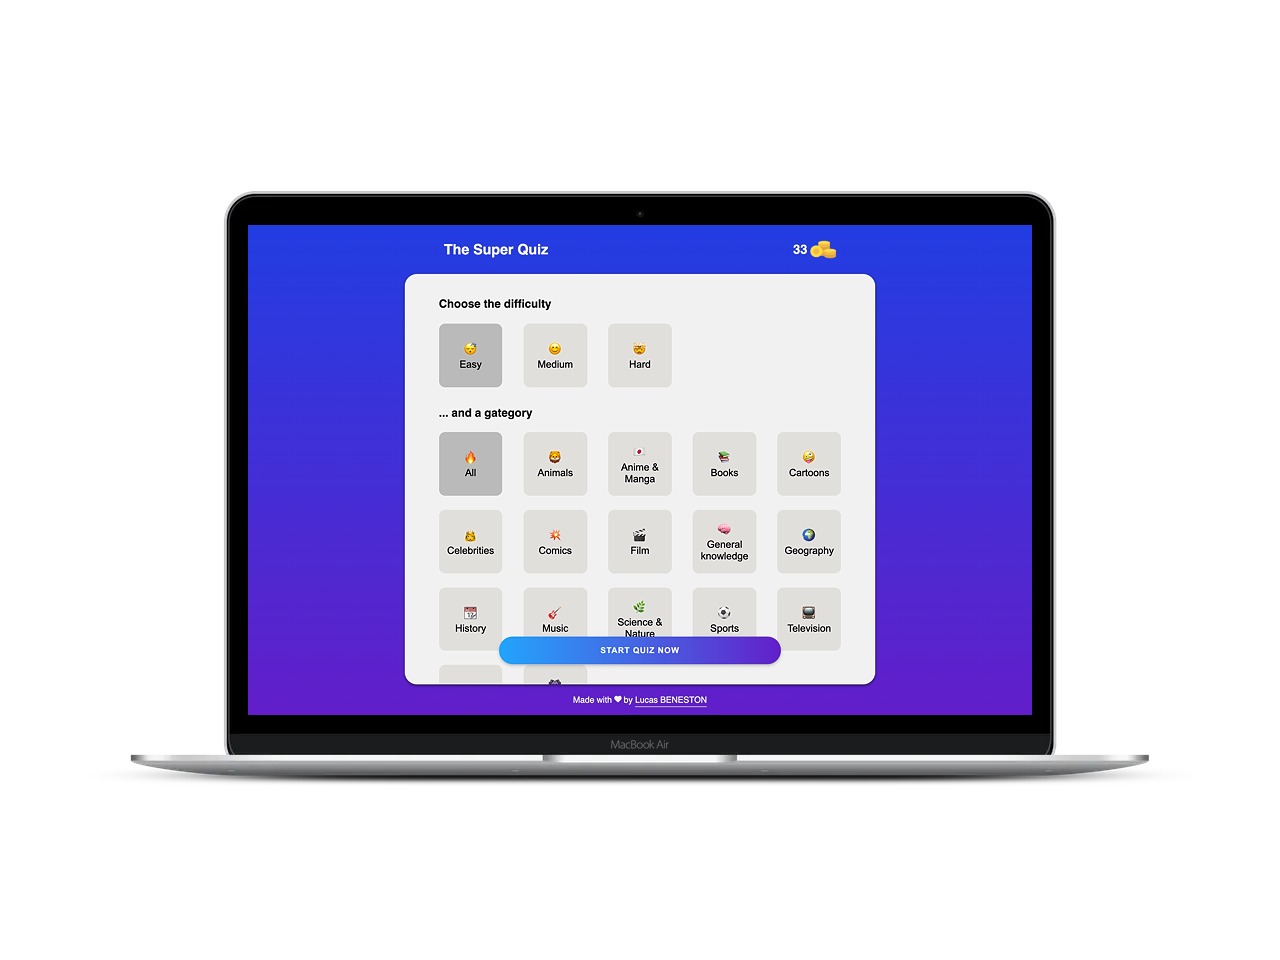 The Super Quiz
33
Choose the difficulty
Easy
Medium
Hard
... and a gategory
All
Animals
Anime &
Manga
Books
Cartoons
Celebrities
Comics
Film
General
knowledge
Geography
History
Music
Science &
Nature
Sports
Television
START QUIZ NOW
Made with ❤ by Lucas BENESTON
MacBook Air